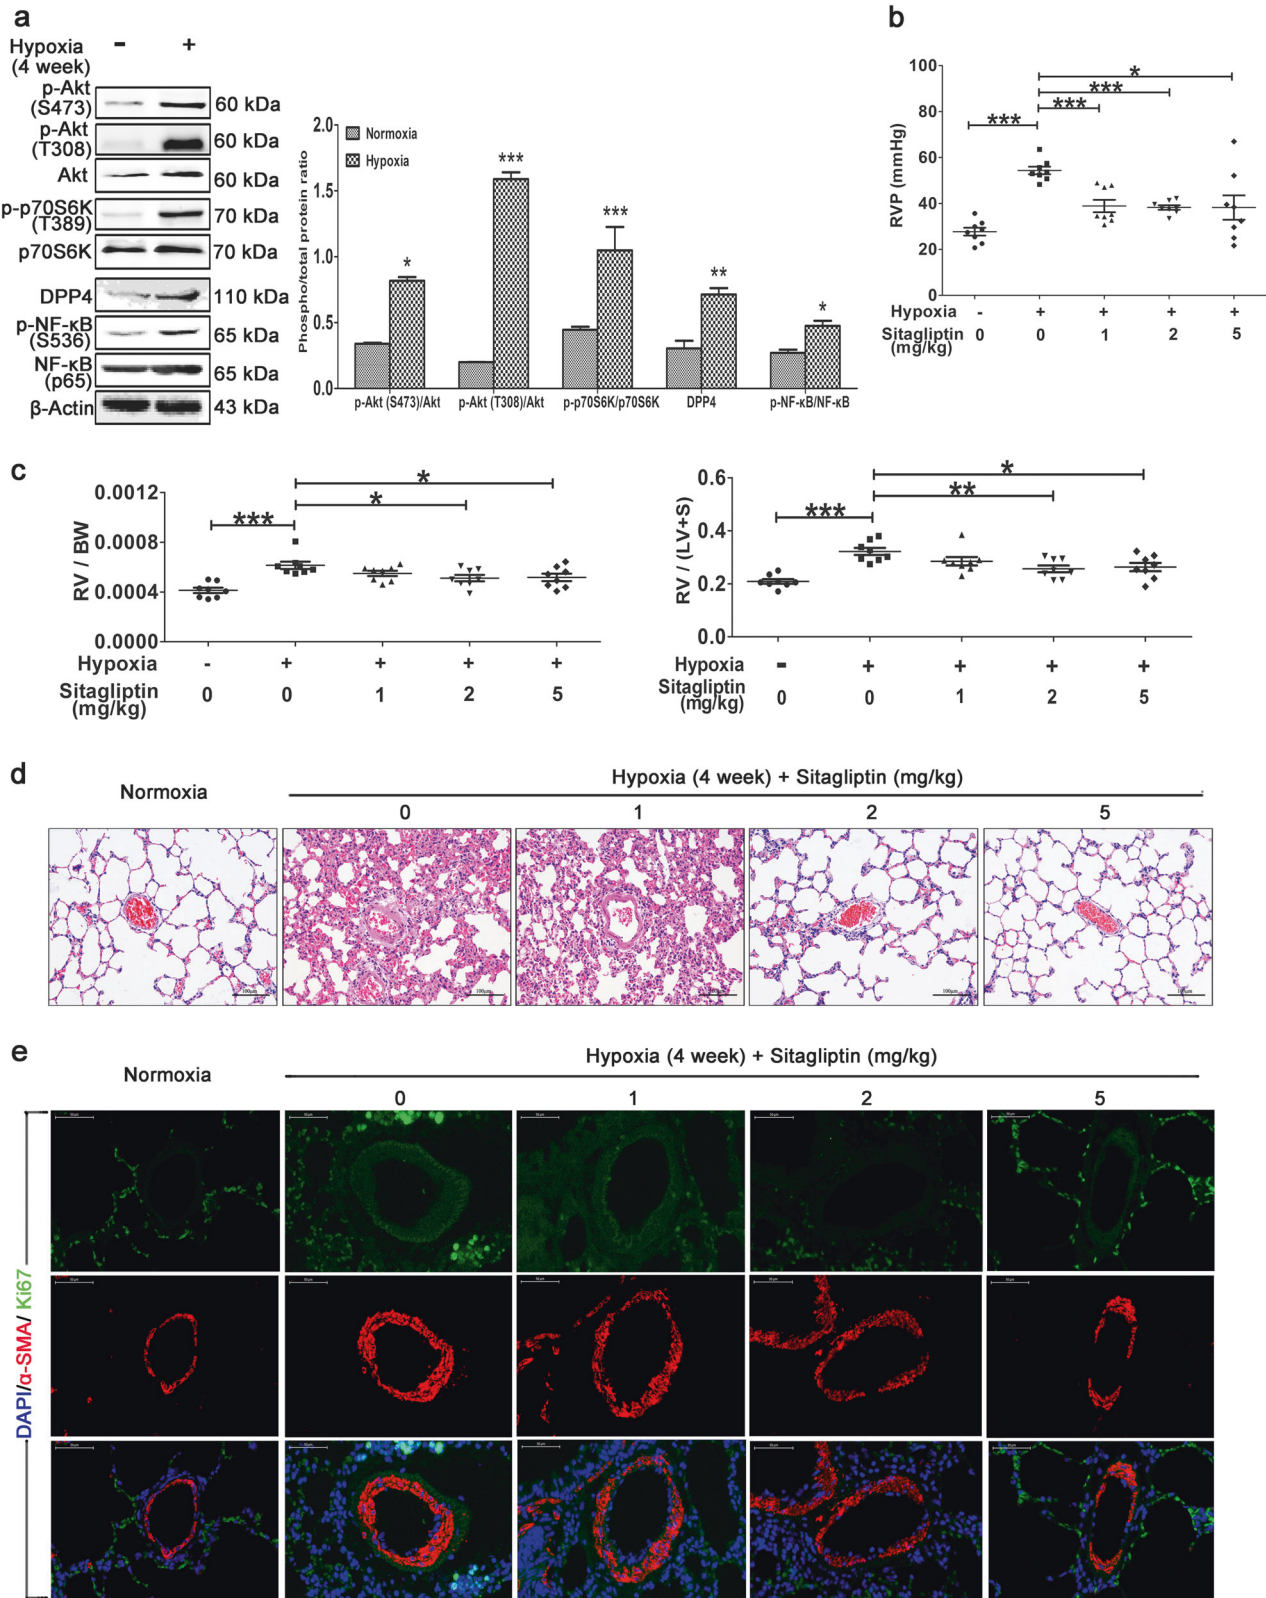 a
Hypoxia - +
(4 week)
p-Akt
(S473)
60 kDa
p-Akt
(T308)
60 kDa
Akt
60 kDa
p-p70S6K
(T389)
70 kDa
p70S6K
70 kDa
DPP4
110 kDa
p-NF-κB
(S536)
65 kDa
NF-κB
(p65)
65 kDa
β-Actin
43 kDa
Phospho/total protein ratio
2.0
1.5
1.0
0.5
0.0
Normoxia
Hypoxia
*
***
***
**
*
p-Akt (S473)/Akt
p-Akt (T308)/Akt
p-p70S6K/p70S6K
DPP4
p-NF-κB/NF-κB
b
RVP (mmHg)
100
80
60
40
20
0
*
***
***
***
Hypoxia - + + + +
Sitagliptin 0 0 1 2 5
(mg/kg)
c
RV / BW
0.0012
0.0008
0.0004
0.0000
*
*
***
Hypoxia - + + + +
Sitagliptin 0 0 1 2 5
(mg/kg)
RV / (LV+S)
0.6
0.4
0.2
0.0
*
**
***
Hypoxia - + + + +
Sitagliptin 0 0 1 2 5
(mg/kg)
d
Normoxia
Hypoxia (4 week) + Sitagliptin (mg/kg)
0 1 2 5
100μm
100μm
100μm
100μm
100μm
e
Normoxia
Hypoxia (4 week) + Sitagliptin (mg/kg)
0 1 2 5
DAPI/α-SMA/ Ki67